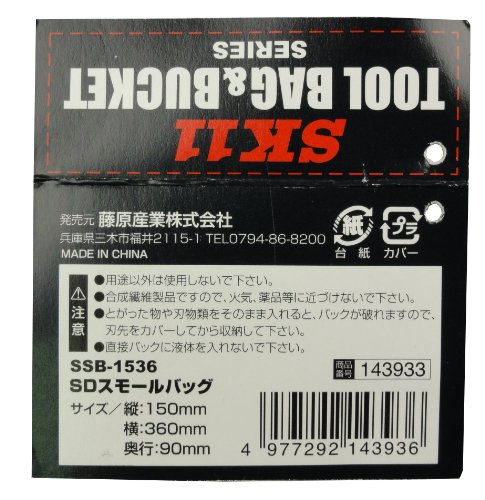 SK11
TOOL BAG&BUCKET
SERIES
発売元 藤原産業株式会社
兵庫県三木市福井2115-1 TEL0794-86-8200
MADE IN CHINA
紙
台紙
プラ
カバー
注意
●用途以外は使用しないで下さい。
●合成繊維製品ですので、火気、薬品等に近づけないで下さい。
●とがった物や刃物類をそのまま入れると、バックが破れますので、
刃先をカバーしてから収納して下さい。
●直接バックに液体を入れないで下さい。
SSB-1536
SDスモールバッグ
サイズ/縦:150mm
横:360mm
奥行:90mm
商品番号 143933
4 977292 143936